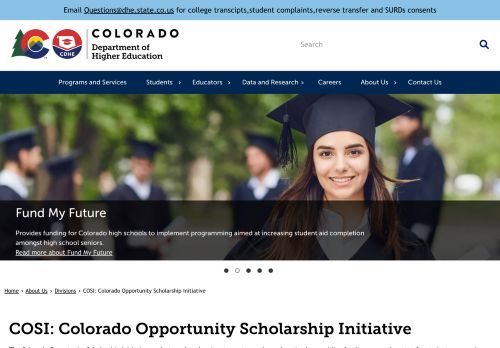 Email Questions@dhe.state.co.us for college transcipts,student complaints,reverse transfer and SURDs consents
COLORADO
Department of
Higher Education
CDHE
Search
Programs and Services Students Educators Data and Research Careers About Us Contact Us
Fund My Future
Provides funding for Colorado high schools to implement programming aimed at increasing student aid completion
amongst high school seniors.
Read more about Fund My Future
Home > About Us > Divisions > COSI: Colorado Opportunity Scholarship Initiative
COSI: Colorado Opportunity Scholarship Initiative